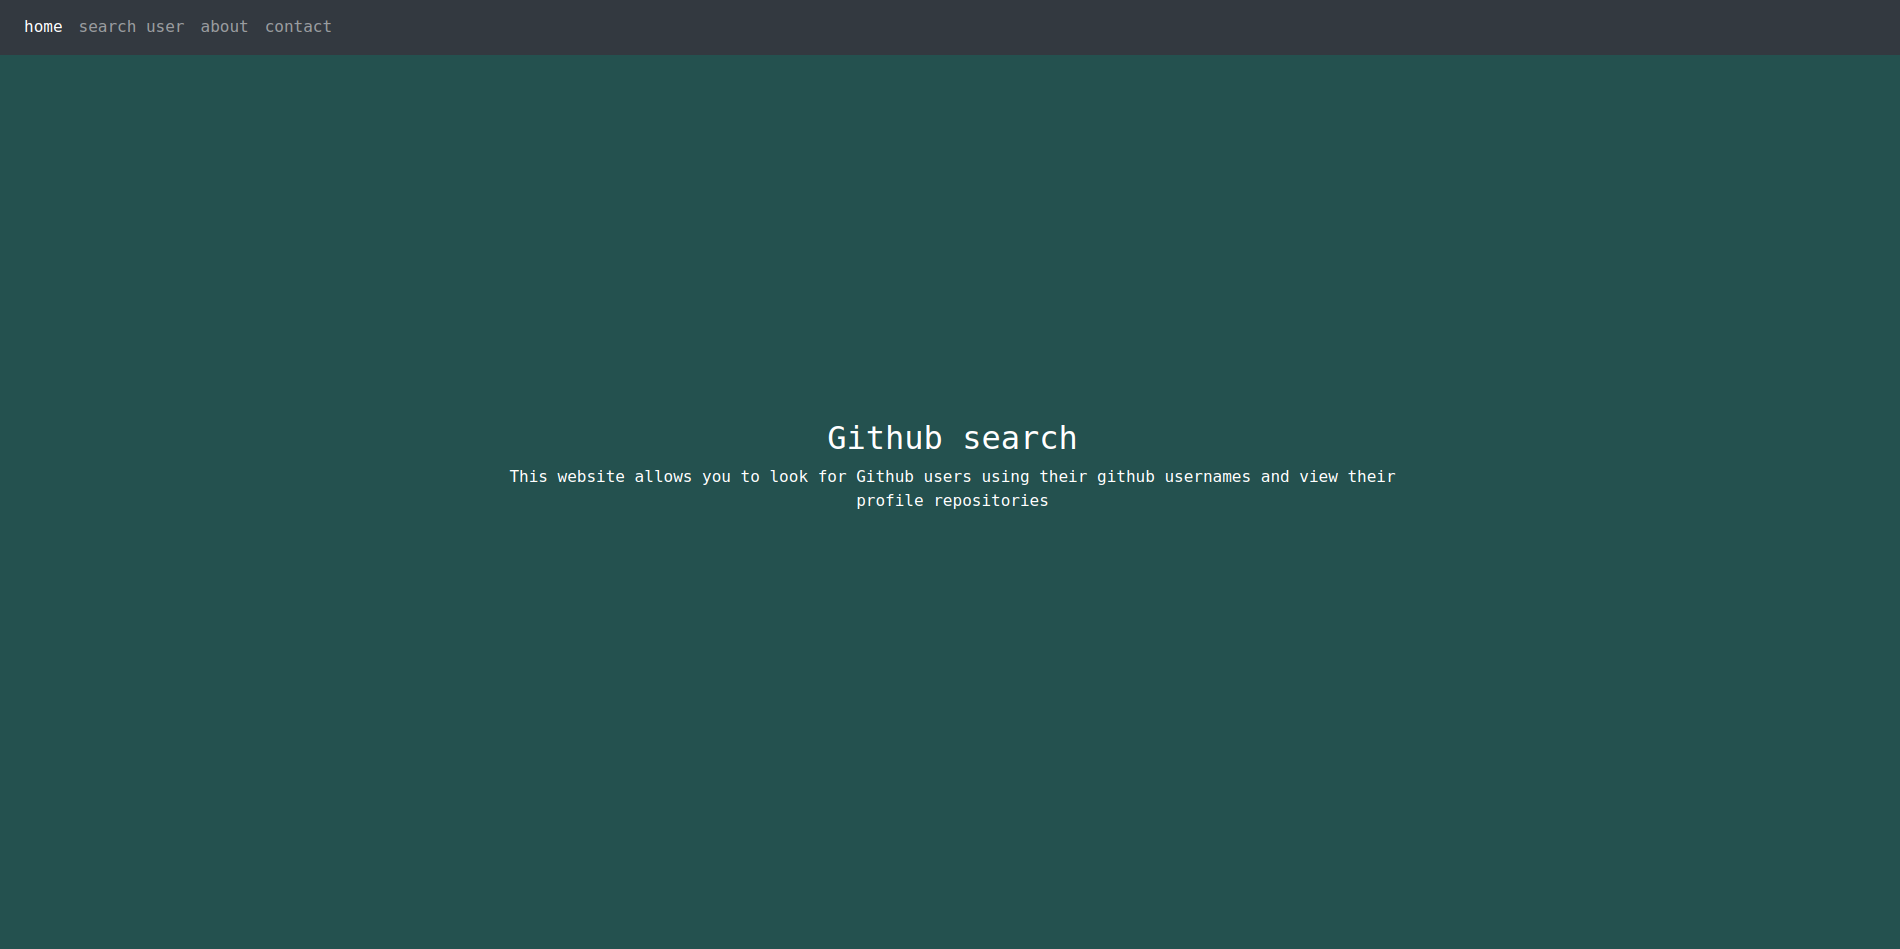 home search user about contact
Github search
This website allows you to look for Github users using their github usernames and view their
profile repositories